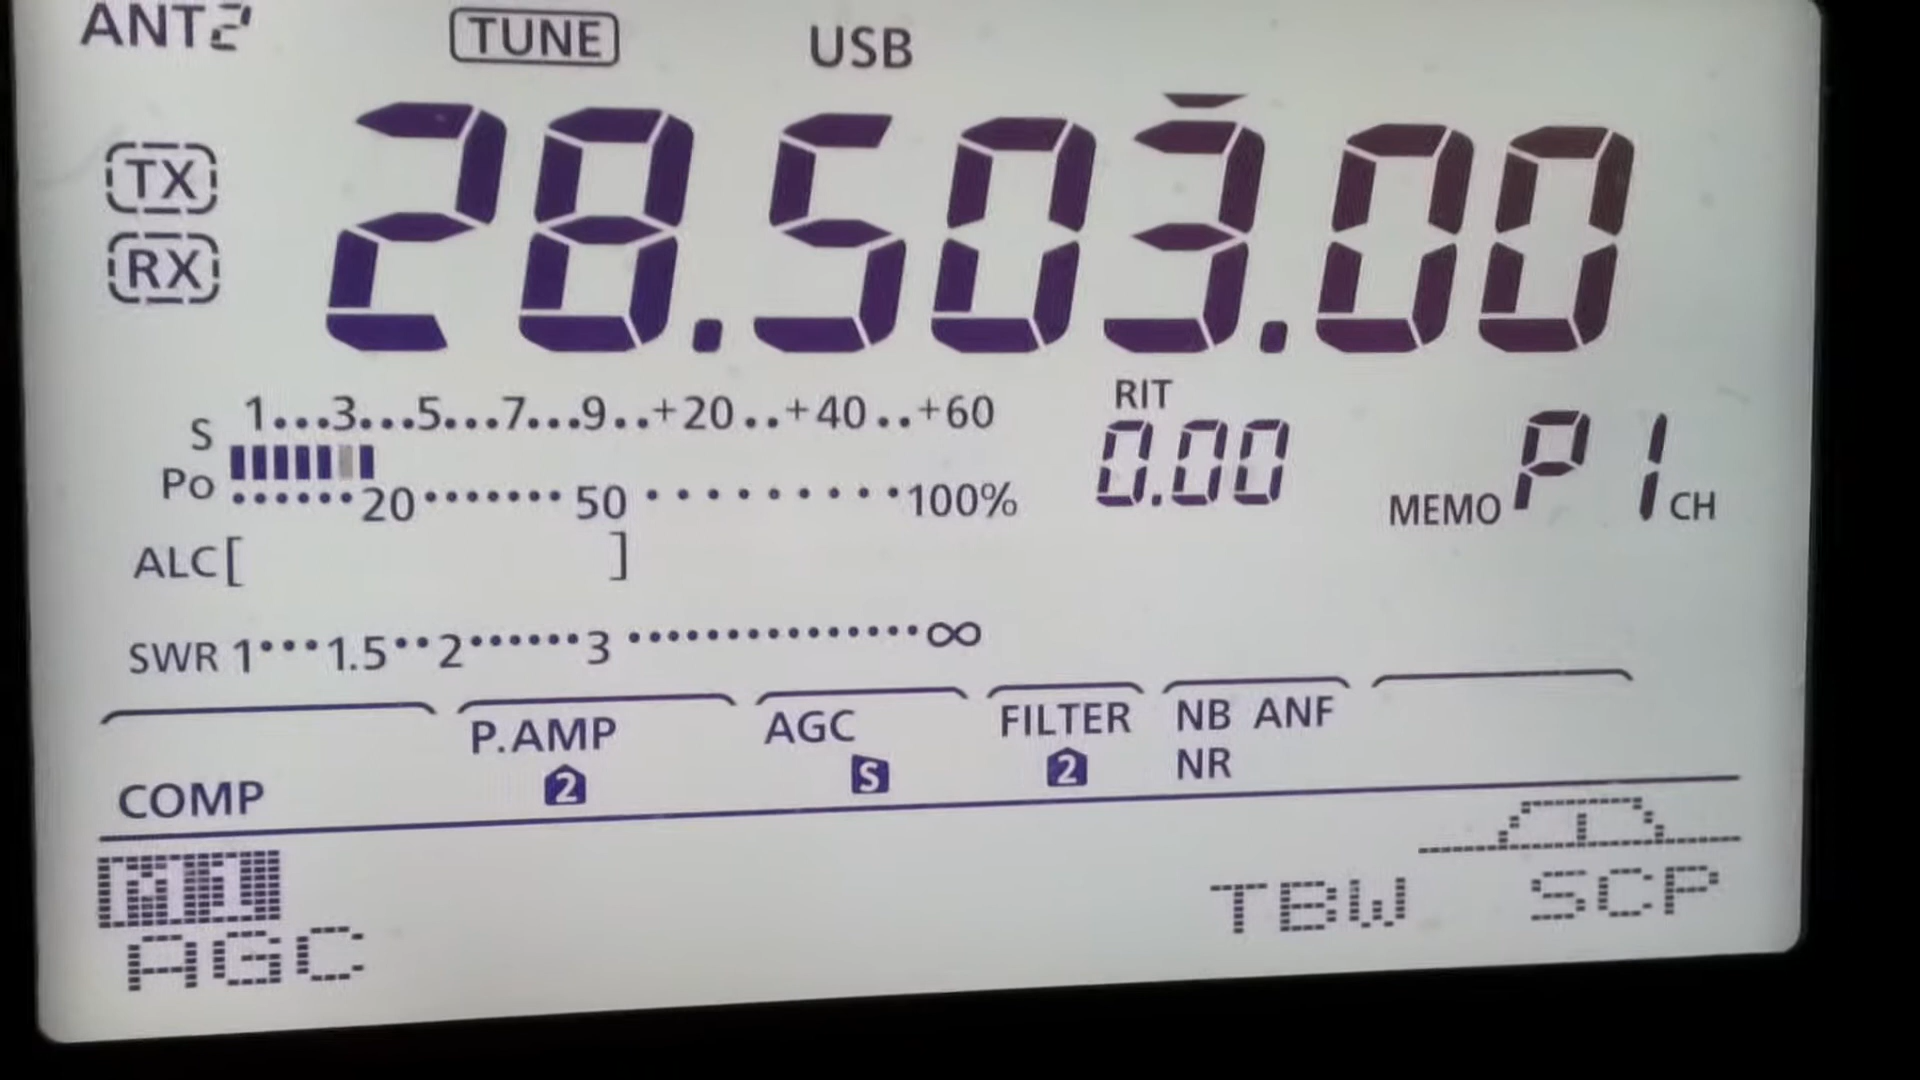 ANT2 TUNE USB
TX
RX
28.503.00
S 1...3...5...7...9..+20..+40..+60
Po ······20·······50··········100%
RIT
0.00
MEMO P1 CH
ALC[ ]
SWR 1···1.5··2······3···············∞
P.AMP AGC FILTER NB ANF
COMP 2 S 2 NR
M1
AGC TBW SCP